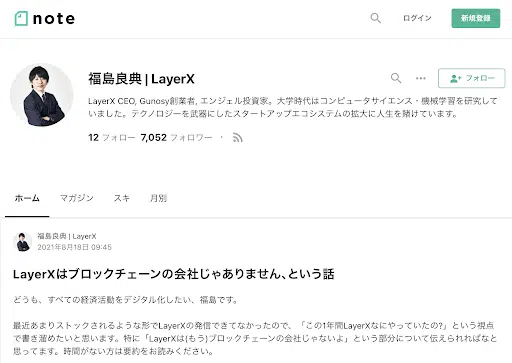 note
ログイン
新規登録
福島良典 | LayerX
フォロー
LayerX CEO, Gunosy創業者, エンジェル投資家。大学時代はコンピュータサイエンス・機械学習を研究して
いました。テクノロジーを武器にしたスタートアップエコシステムの拡大に人生を賭けています。
12 フォロー 7,052 フォロワー ・
ホーム マガジン スキ 月別
福島良典 | LayerX
2021年8月18日 09:45
LayerXはブロックチェーンの会社じゃありません、という話
どうも、すべての経済活動をデジタル化したい、福島です。
最近あまりストックされるような形でLayerXの発信できてなかったので、「この1年間LayerXなにやっていたの?」という視点
で書き溜めたいと思います。特に「LayerXは(もう)ブロックチェーンの会社じゃないよ」という部分について伝えられればなと
思ってます。時間がない方は要約をお読みください。